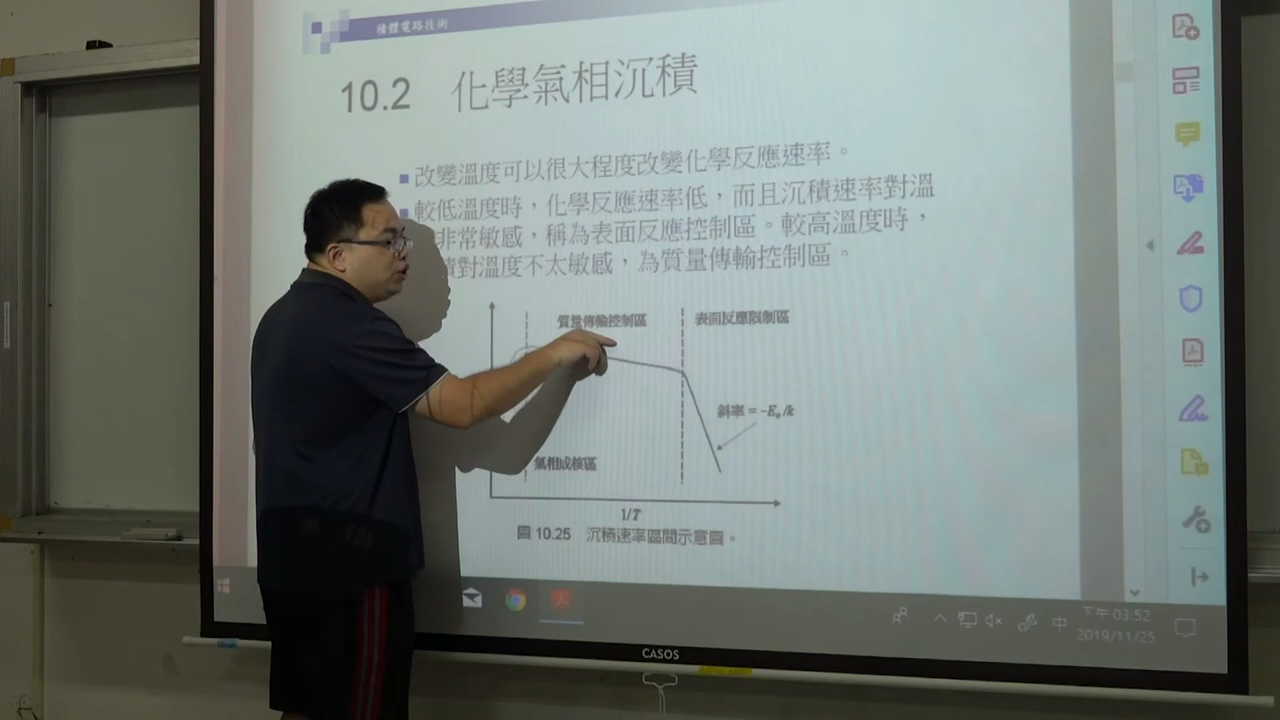 積體電路技術
10.2 化學氣相沉積
改變溫度可以很大程度改變化學反應速率。
較低溫度時，化學反應速率低，而且沉積速率對溫
非常敏感，稱為表面反應控制區。較高溫度時，
積對溫度不太敏感，為質量傳輸控制區。
質量傳輸控制區
表面反應限制區
斜率 = -Ea/k
氣相成核區
1/T
圖 10.25 沉積速率區間示意圖。
中
下午 03:52
2019/11/25
CASOS